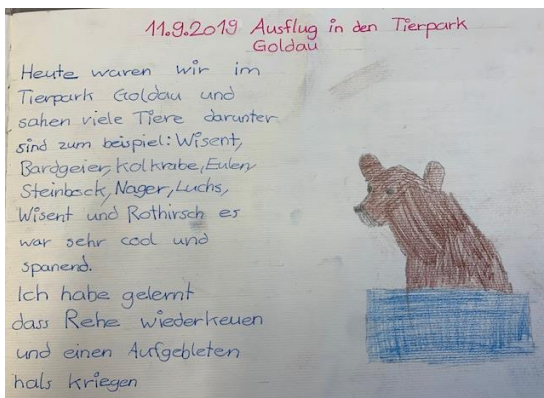 11.9.2019 Ausflug in den Tierpark
Goldau
Heute waren wir im
Tierpark Goldau und
sahen viele Tiere darunter
sind zum beispiel: Wisent,
Bardgeier, Kolkrabe, Eulen
Steinbock, Nager, Luchs,
Wisent und Rothirsch es
war sehr cool und
spanend.
Ich habe gelernt
dass Rehe wiederkeuen
und einen Aufgebleten
hals kriegen